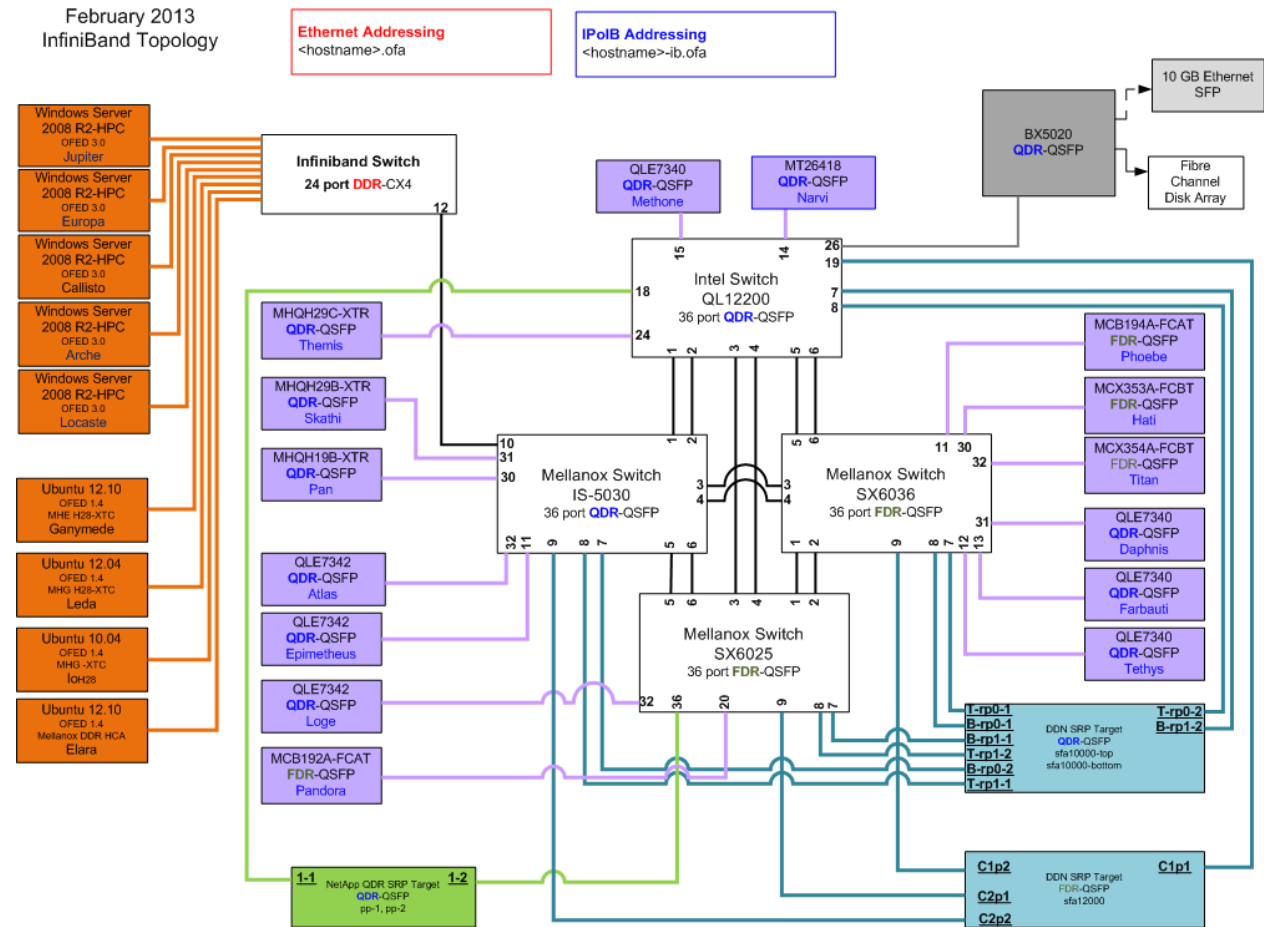 February 2013
InfiniBand Topology
Ethernet Addressing
<hostname>.ofa
IPoIB Addressing
<hostname>-ib.ofa
10 GB Ethernet
SFP
BX5020
QDR-QSFP
Fibre
Channel
Disk Array
Windows Server
2008 R2-HPC
OFED 3.0
Jupiter
Windows Server
2008 R2-HPC
OFED 3.0
Europa
Windows Server
2008 R2-HPC
OFED 3.0
Callisto
Windows Server
2008 R2-HPC
OFED 3.0
Arche
Windows Server
2008 R2-HPC
OFED 3.0
Locaste
Ubuntu 12.10
OFED 1.4
MHE H28-XTC
Ganymede
Ubuntu 12.04
OFED 1.4
MHG H28-XTC
Leda
Ubuntu 10.04
OFED 1.4
MHG -XTC
IoH28
Ubuntu 12.10
OFED 1.4
Mellanox DDR HCA
Elara
Infiniband Switch
24 port DDR-CX4
12
QLE7340
QDR-QSFP
Methone
MT26418
QDR-QSFP
Narvi
15
14
26
19
18
7
8
24
Intel Switch
QL12200
36 port QDR-QSFP
1
2
3
4
5
6
MHQH29C-XTR
QDR-QSFP
Themis
MHQH29B-XTR
QDR-QSFP
Skathi
MHQH19B-XTR
QDR-QSFP
Pan
QLE7342
QDR-QSFP
Atlas
QLE7342
QDR-QSFP
Epimetheus
QLE7342
QDR-QSFP
Loge
MCB192A-FCAT
FDR-QSFP
Pandora
1
2
10
31
30
Mellanox Switch
IS-5030
36 port QDR-QSFP
3
4
32
11
9
8
7
5
6
5
6
11
30
32
3
4
Mellanox Switch
SX6036
36 port FDR-QSFP
31
1
2
9
8
7
12
13
MCB194A-FCAT
FDR-QSFP
Phoebe
MCX353A-FCBT
FDR-QSFP
Hati
MCX354A-FCBT
FDR-QSFP
Titan
QLE7340
QDR-QSFP
Daphnis
QLE7340
QDR-QSFP
Farbauti
QLE7340
QDR-QSFP
Tethys
5
6
3
4
1
2
Mellanox Switch
SX6025
36 port FDR-QSFP
32
36
20
9
8
7
T-rp0-1
B-rp0-1
B-rp1-1
T-rp1-2
B-rp0-2
T-rp1-1
DDN SRP Target
QDR-QSFP
sfa10000-top
sfa10000-bottom
T-rp0-2
B-rp1-2
1-1
NetApp QDR SRP Target
QDR-QSFP
pp-1, pp-2
1-2
C1p2
C2p1
C2p2
DDN SRP Target
FDR-QSFP
sfa12000
C1p1